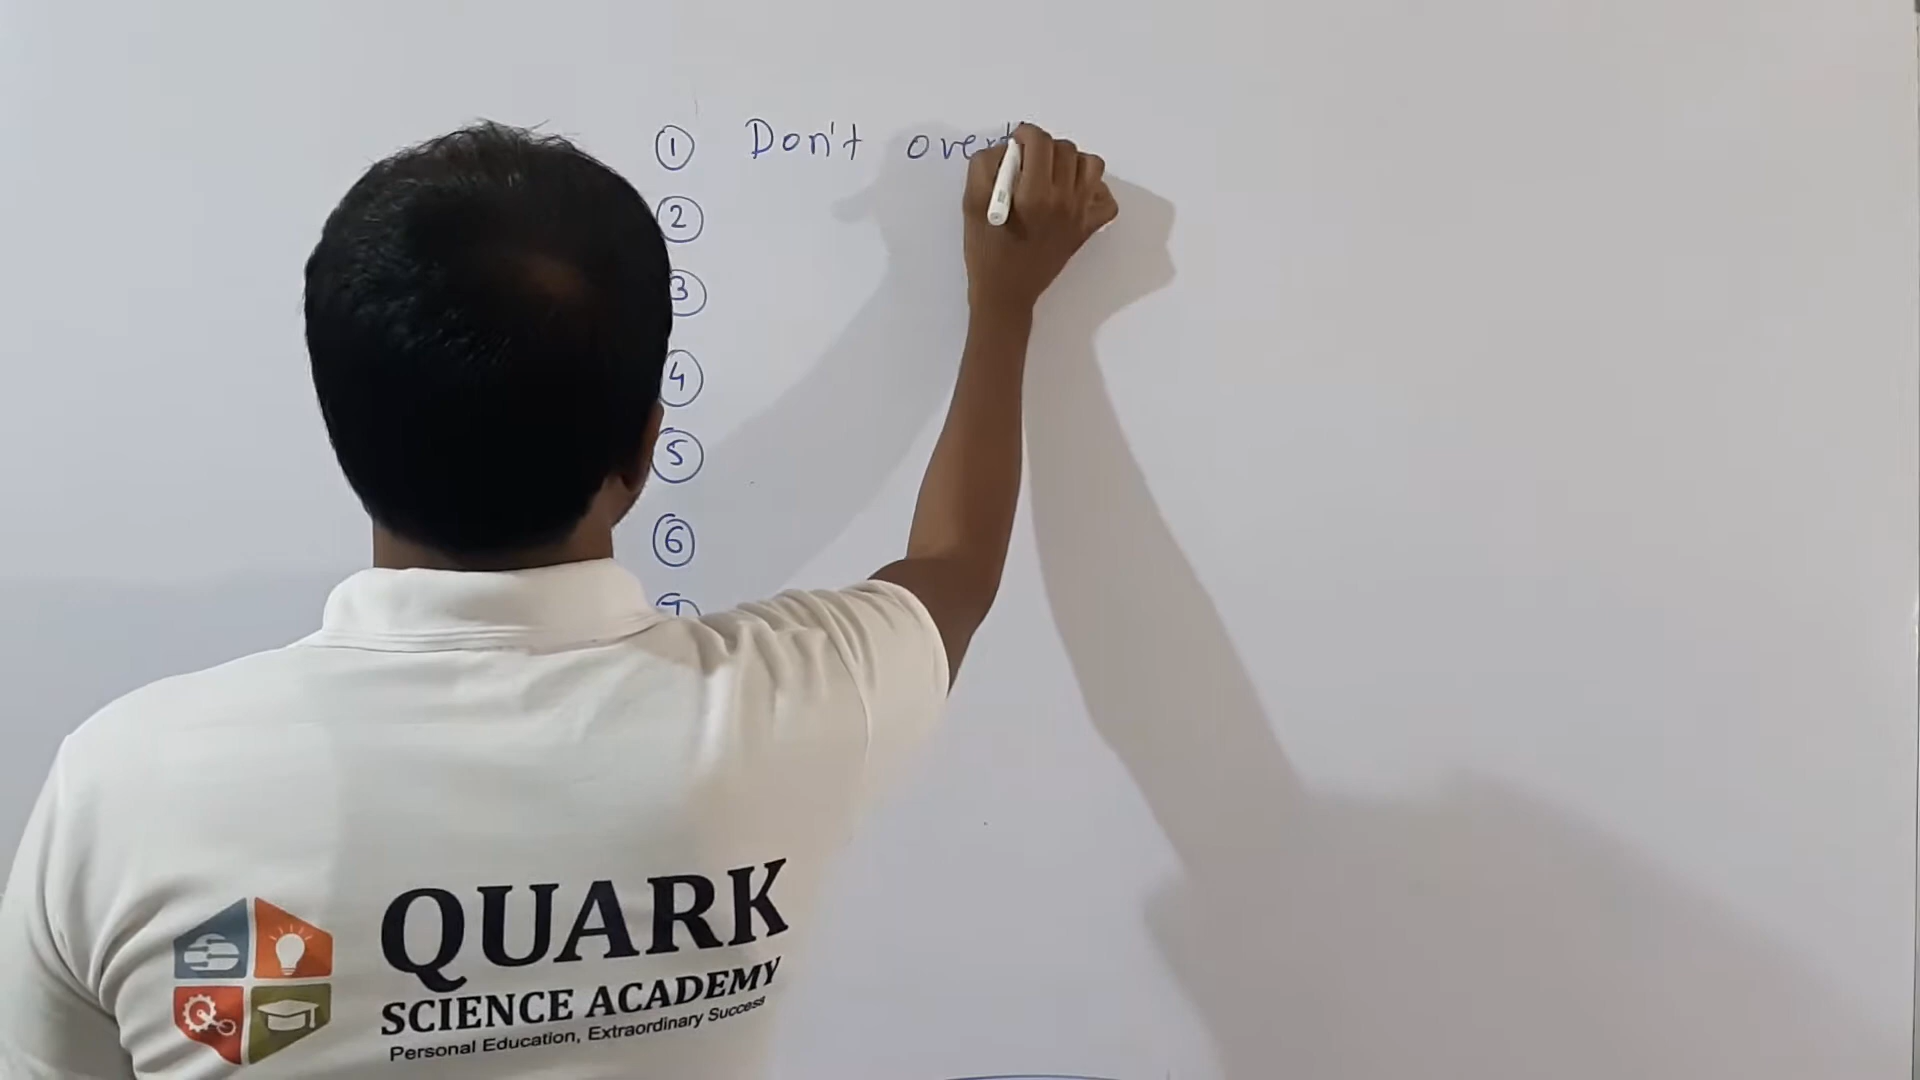 ① Don't over
②
③
④
⑤
⑥
QUARK
SCIENCE ACADEMY
Personal Education, Extraordinary Success